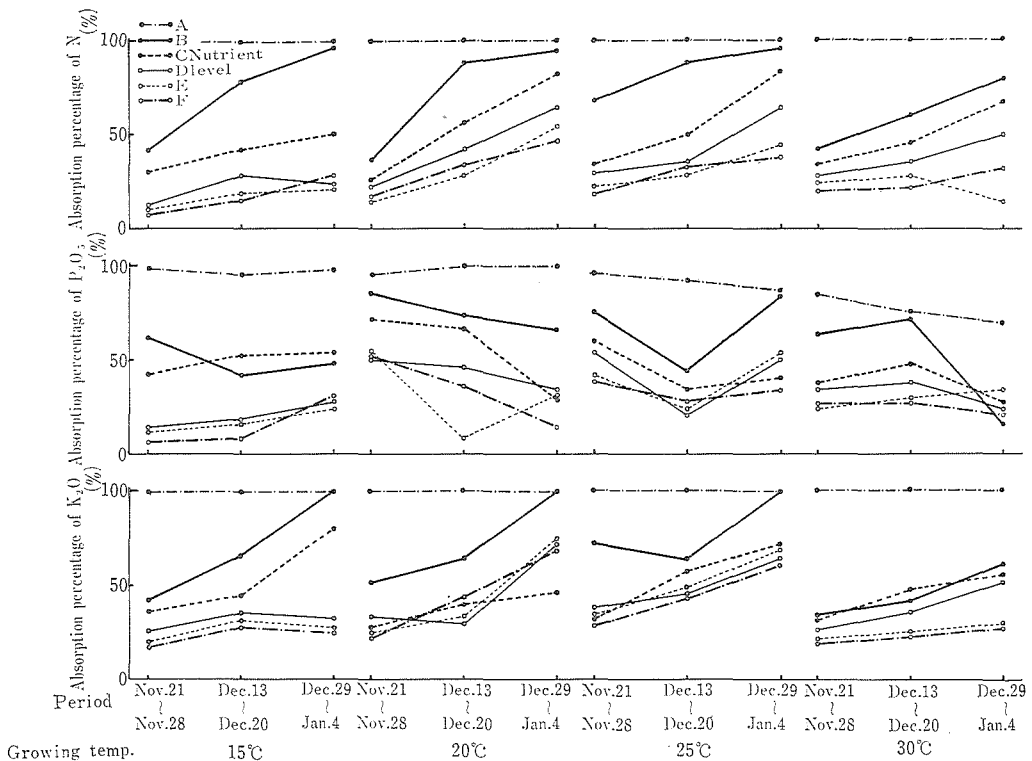 A
B
CNutrient
Dlevel
E
F
Absorption percentage of N (%)
100
50
0
Absorption percentage of P₂O₅ (%)
100
50
0
Absorption percentage of K₂O (%)
100
50
0
Period
Nov.21 ~ Nov.28
Dec.13 ~ Dec.20
Dec.29 ~ Jan.4
Nov.21 ~ Nov.28
Dec.13 ~ Dec.20
Dec.29 ~ Jan.4
Nov.21 ~ Nov.28
Dec.13 ~ Dec.20
Dec.29 ~ Jan.4
Nov.21 ~ Nov.28
Dec.13 ~ Dec.20
Dec.29 ~ Jan.4
Growing temp. 15℃ 20℃ 25℃ 30℃